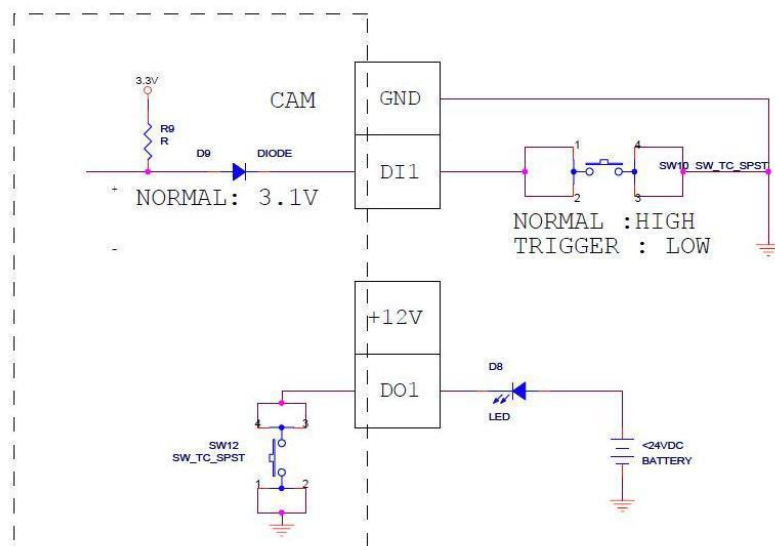 3.3V
R9
R
CAM
GND
D9
DIODE
DI1
1
4
SW10 SW_TC_SPST
2
3
+
NORMAL: 3.1V
-
NORMAL :HIGH
TRIGGER : LOW
+12V
DO1
D8
LED
4
3
SW12
SW_TC_SPST
1
2
<24VDC
BATTERY